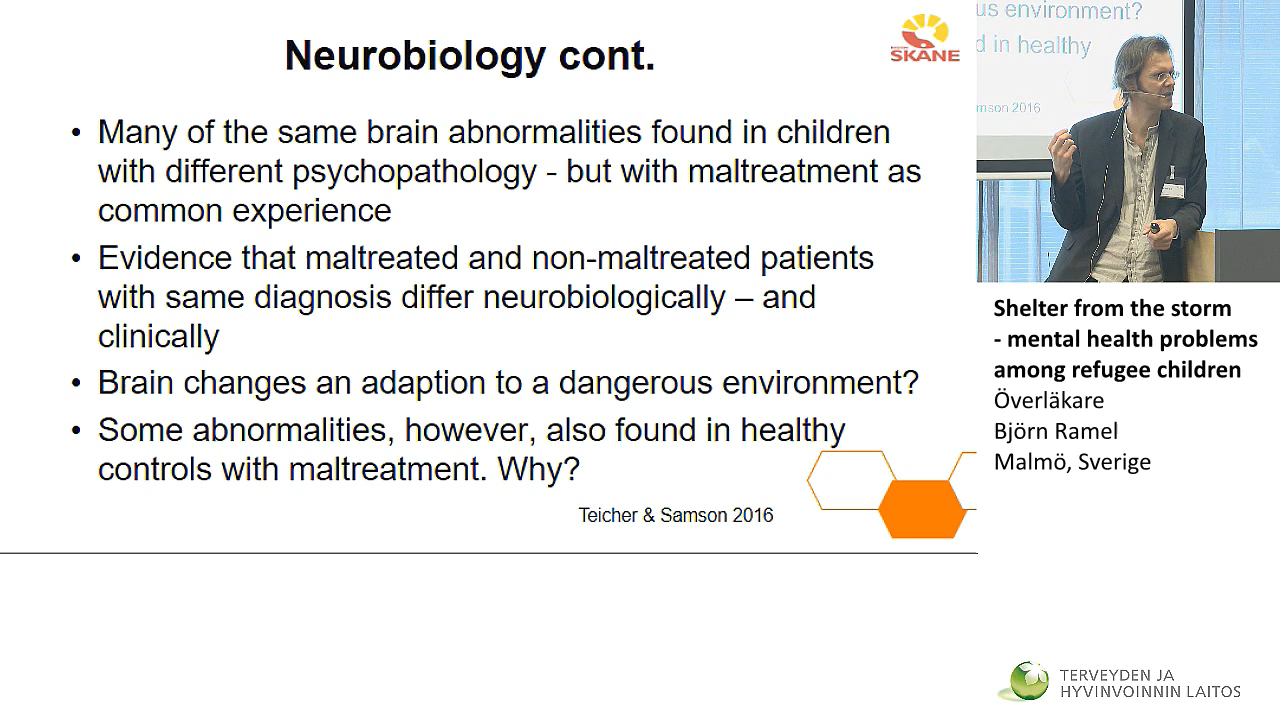 Neurobiology cont.
SKÅNE
• Many of the same brain abnormalities found in children
with different psychopathology - but with maltreatment as
common experience
• Evidence that maltreated and non-maltreated patients
with same diagnosis differ neurobiologically – and
clinically
• Brain changes an adaption to a dangerous environment?
• Some abnormalities, however, also found in healthy
controls with maltreatment. Why?
Teicher & Samson 2016
us environment?
d in healthy
mson 2016
Shelter from the storm
- mental health problems
among refugee children
Överläkare
Björn Ramel
Malmö, Sverige
TERVEYDEN JA
HYVINVOINNIN LAITOS